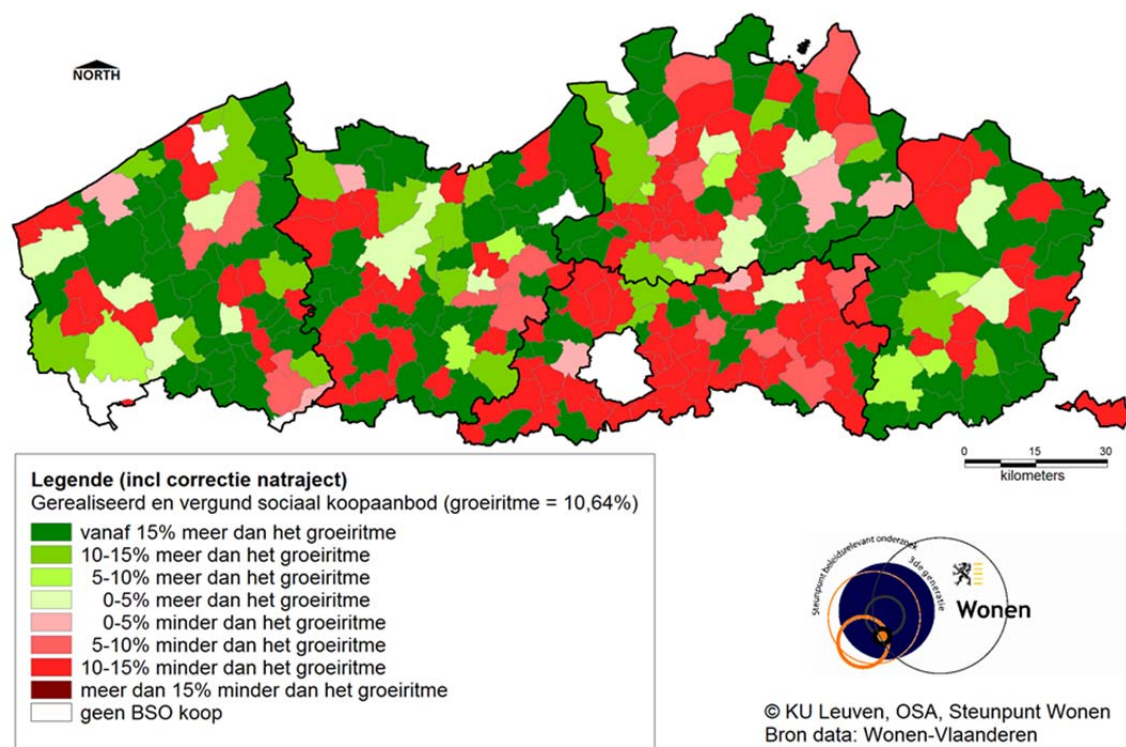 NORTH
0 15 30
kilometers
Legende (incl correctie natraject)
Gerealiseerd en vergund sociaal koopaanbod (groeiritme = 10,64%)
vanaf 15% meer dan het groeiritme
10-15% meer dan het groeiritme
5-10% meer dan het groeiritme
0-5% meer dan het groeiritme
0-5% minder dan het groeiritme
5-10% minder dan het groeiritme
10-15% minder dan het groeiritme
meer dan 15% minder dan het groeiritme
geen BSO koop
Steunpunt beleidsrelevant onderzoek
3de generatie
Wonen
© KU Leuven, OSA, Steunpunt Wonen
Bron data: Wonen-Vlaanderen